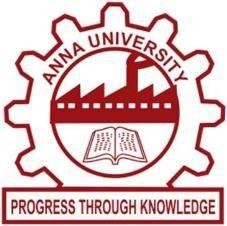 ANNA UNIVERSITY
PROGRESS THROUGH KNOWLEDGE